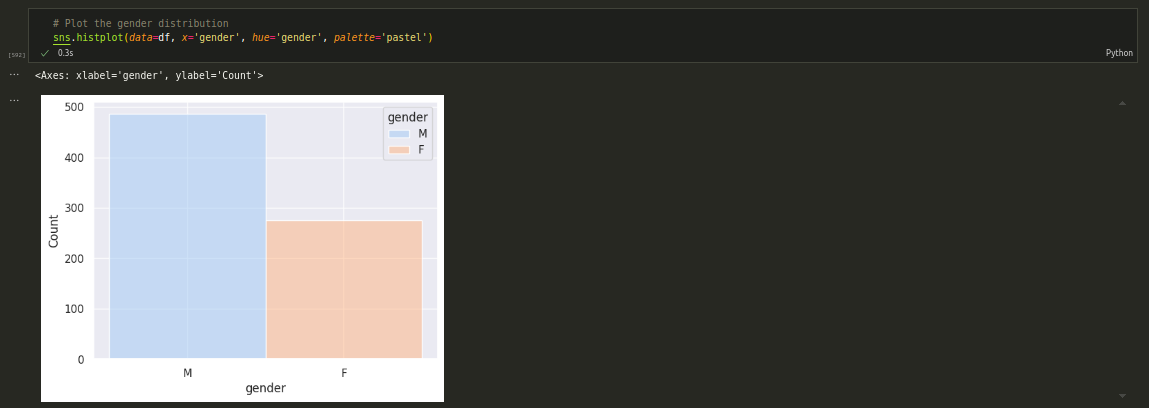 # Plot the gender distribution
sns.histplot(data=df, x='gender', hue='gender', palette='pastel')
[592]
0.3s
Python
<Axes: xlabel='gender', ylabel='Count'>
500
400
300
200
100
0
Count
gender
M
F
M
F
gender